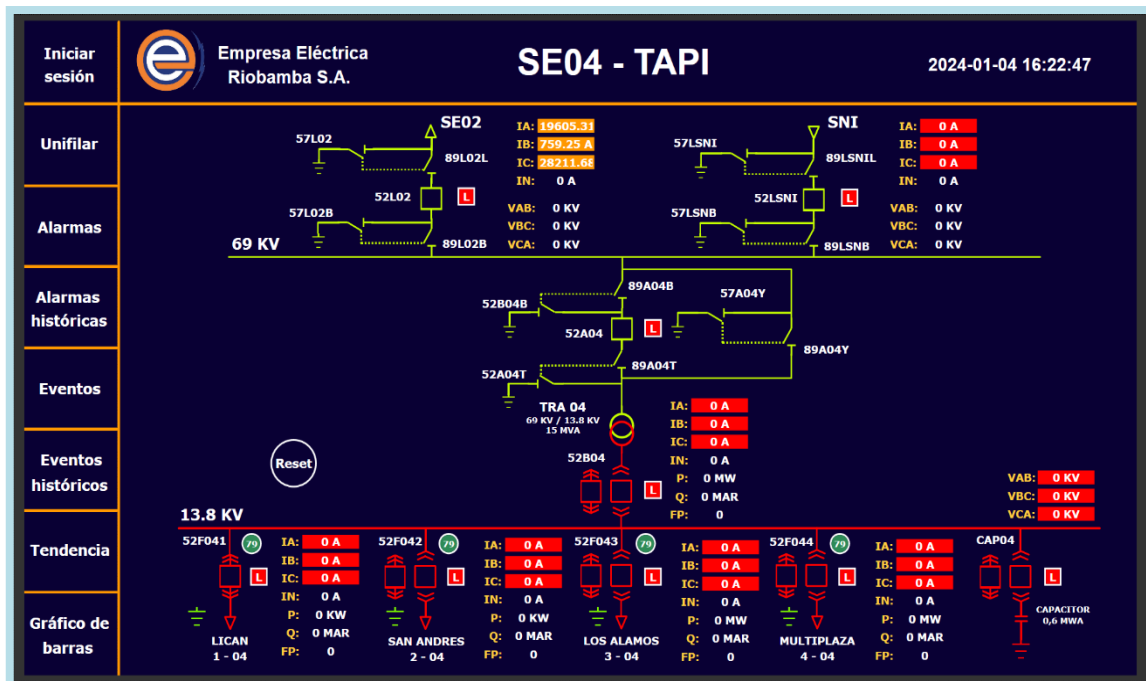 Iniciar
sesión
Empresa Eléctrica
Riobamba S.A.
SE04 - TAPI
2024-01-04 16:22:47
Unifilar
Alarmas
Alarmas
históricas
Eventos
Eventos
históricos
Tendencia
Gráfico de
barras
SE02
57L02
89L02L
52L02
L
57L02B
89L02B
69 KV
IA: 19605.31
IB: 759.25 A
IC: 28211.68
IN: 0 A
VAB: 0 KV
VBC: 0 KV
VCA: 0 KV
SNI
57LSNI
89LSNIL
52LSNI
L
57LSNB
89LSNB
IA: 0 A
IB: 0 A
IC: 0 A
IN: 0 A
VAB: 0 KV
VBC: 0 KV
VCA: 0 KV
89A04B
52B04B
57A04Y
52A04
L
89A04Y
89A04T
52A04T
TRA 04
69 KV / 13.8 KV
15 MVA
IA: 0 A
IB: 0 A
IC: 0 A
IN: 0 A
P: 0 MW
Q: 0 MAR
FP: 0
52B04
L
Reset
VAB: 0 KV
VBC: 0 KV
VCA: 0 KV
13.8 KV
52F041
79
L
IA: 0 A
IB: 0 A
IC: 0 A
IN: 0 A
P: 0 KW
Q: 0 MAR
FP: 0
LICAN
1 - 04
52F042
79
L
IA: 0 A
IB: 0 A
IC: 0 A
IN: 0 A
P: 0 KW
Q: 0 MAR
FP: 0
SAN ANDRES
2 - 04
52F043
79
L
IA: 0 A
IB: 0 A
IC: 0 A
IN: 0 A
P: 0 MW
Q: 0 MAR
FP: 0
LOS ALAMOS
3 - 04
52F044
79
L
IA: 0 A
IB: 0 A
IC: 0 A
IN: 0 A
P: 0 MW
Q: 0 MAR
FP: 0
MULTIPLAZA
4 - 04
CAP04
L
CAPACITOR
0,6 MWA